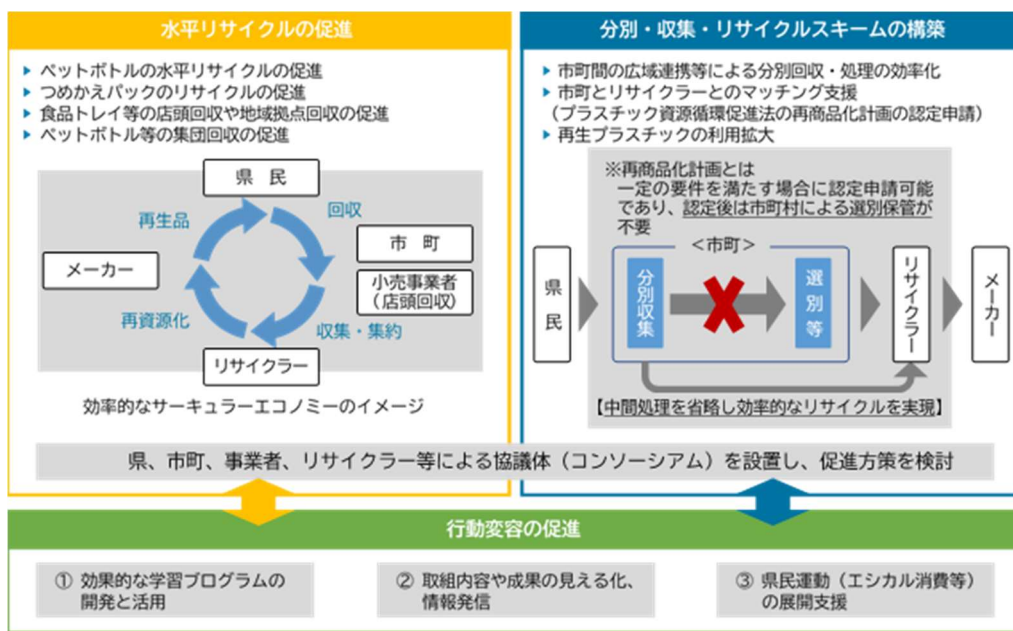 水平リサイクルの促進
ペットボトルの水平リサイクルの促進
つめかえパックのリサイクルの促進
食品トレイ等の店頭回収や地域拠点回収の促進
ペットボトル等の集団回収の促進
県 民
再生品
回収
市 町
メーカー
小売事業者
(店頭回収)
再資源化
収集・集約
リサイクラー
効率的なサーキュラーエコノミーのイメージ
分別・収集・リサイクルスキームの構築
市町間の広域連携等による分別回収・処理の効率化
市町とリサイクラーとのマッチング支援
(プラスチック資源循環促進法の再商品化計画の認定申請)
再生プラスチックの利用拡大
※再商品化計画とは
一定の要件を満たす場合に認定申請可能
であり、認定後は市町村による選別保管が
不要
<市町>
県民
分別収集
選別等
リサイクラー
メーカー
【中間処理を省略し効率的なリサイクルを実現】
県、市町、事業者、リサイクラー等による協議体(コンソーシアム)を設置し、促進方策を検討
行動変容の促進
① 効果的な学習プログラムの
開発と活用
② 取組内容や成果の見える化、
情報発信
③ 県民運動(エシカル消費等)
の展開支援